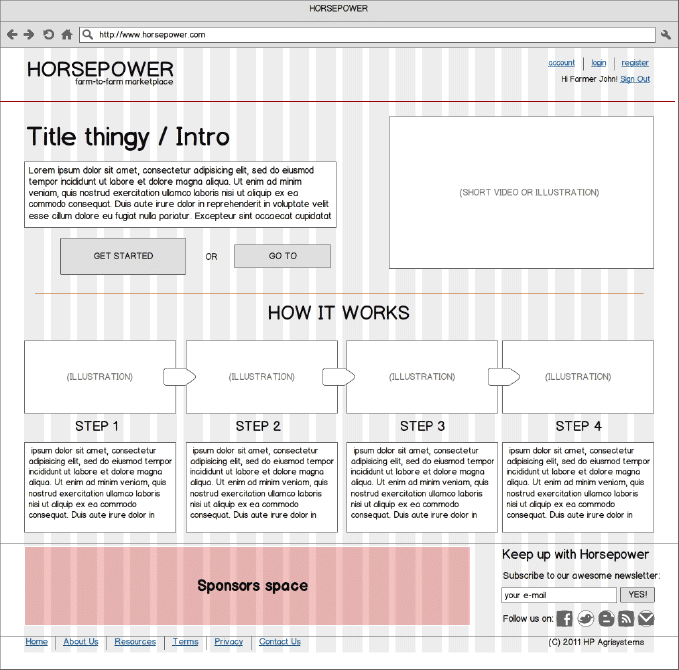 HORSEPOWER
http://www.horsepower.com
HORSEPOWER
farm-to-farm marketplace
account login register
Hi Farmer John! Sign Out
Title thingy / Intro
Lorem ipsum dolor sit amet, consectetur adipisicing elit, sed do eiusmod
tempor incididunt ut labore et dolore magna aliqua. Ut enim ad minim
veniam, quis nostrud exercitation ullamco laboris nisi ut aliquip ex ea
commodo consequat. Duis aute irure dolor in reprehenderit in voluptate velit
esse cillum dolore eu fugiat nulla pariatur. Excepteur sint occaecat cupidatat
(SHORT VIDEO OR ILLUSTRATION)
GET STARTED OR GO TO
HOW IT WORKS
(ILLUSTRATION) (ILLUSTRATION) (ILLUSTRATION) (ILLUSTRATION)
STEP 1
ipsum dolor sit amet, consectetur
adipisicing elit, sed do eiusmod tempor
incididunt ut labore et dolore magna
aliqua. Ut enim ad minim veniam, quis
nostrud exercitation ullamco laboris
nisi ut aliquip ex ea commodo
consequat. Duis aute irure dolor in
STEP 2
ipsum dolor sit amet, consectetur
adipisicing elit, sed do eiusmod tempor
incididunt ut labore et dolore magna
aliqua. Ut enim ad minim veniam, quis
nostrud exercitation ullamco laboris
nisi ut aliquip ex ea commodo
consequat. Duis aute irure dolor in
STEP 3
ipsum dolor sit amet, consectetur
adipisicing elit, sed do eiusmod tempor
incididunt ut labore et dolore magna
aliqua. Ut enim ad minim veniam, quis
nostrud exercitation ullamco laboris
nisi ut aliquip ex ea commodo
consequat. Duis aute irure dolor in
STEP 4
ipsum dolor sit amet, consectetur
adipisicing elit, sed do eiusmod tempor
incididunt ut labore et dolore magna
aliqua. Ut enim ad minim veniam, quis
nostrud exercitation ullamco laboris
nisi ut aliquip ex ea commodo
consequat. Duis aute irure dolor in
Sponsors space
Keep up with Horsepower
Subscribe to our awesome newsletter:
your e-mail YES!
Follow us on:
Home About Us Resources Terms Privacy Contact Us
(C) 2011 HP Agrisystems